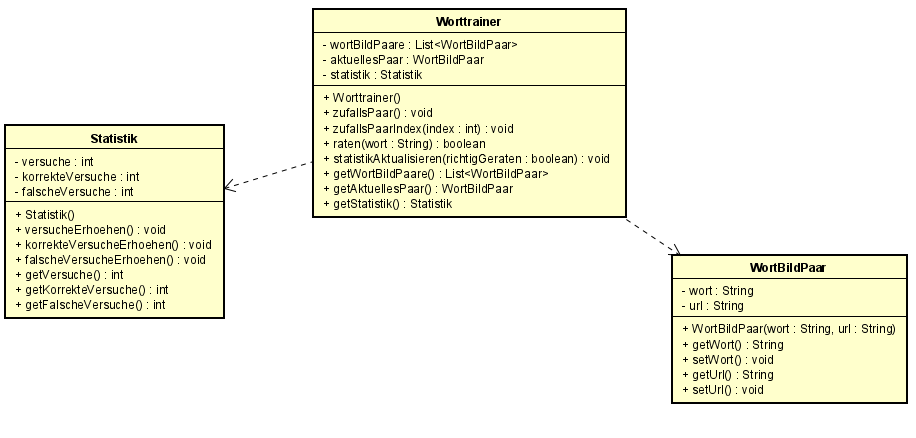 Worttrainer
- wortBildPaare : List<WortBildPaar>
- aktuellesPaar : WortBildPaar
- statistik : Statistik
+ Worttrainer()
+ zufallsPaar() : void
+ zufallsPaarIndex(index : int) : void
+ raten(wort : String) : boolean
+ statistikAktualisieren(richtigGeraten : boolean) : void
+ getWortBildPaare() : List<WortBildPaar>
+ getAktuellesPaar() : WortBildPaar
+ getStatistik() : Statistik
Statistik
- versuche : int
- korrekteVersuche : int
- falscheVersuche : int
+ Statistik()
+ versucheErhoehen() : void
+ korrekteVersucheErhoehen() : void
+ falscheVersucheErhoehen() : void
+ getVersuche() : int
+ getKorrekteVersuche() : int
+ getFalscheVersuche() : int
WortBildPaar
- wort : String
- url : String
+ WortBildPaar(wort : String, url : String)
+ getWort() : String
+ setWort() : void
+ getUrl() : String
+ setUrl() : void